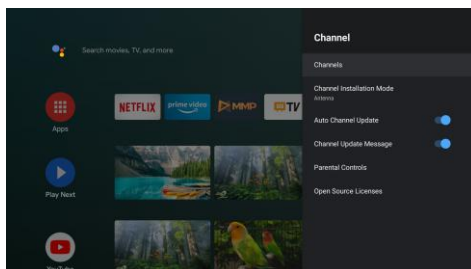 Search movies, TV, and more
Apps
NETFLIX
prime video
MMP
TV
Play Next
YouTube
Channel
Channels
Channel Installation Mode
Antenna
Auto Channel Update
Channel Update Message
Parental Controls
Open Source Licenses